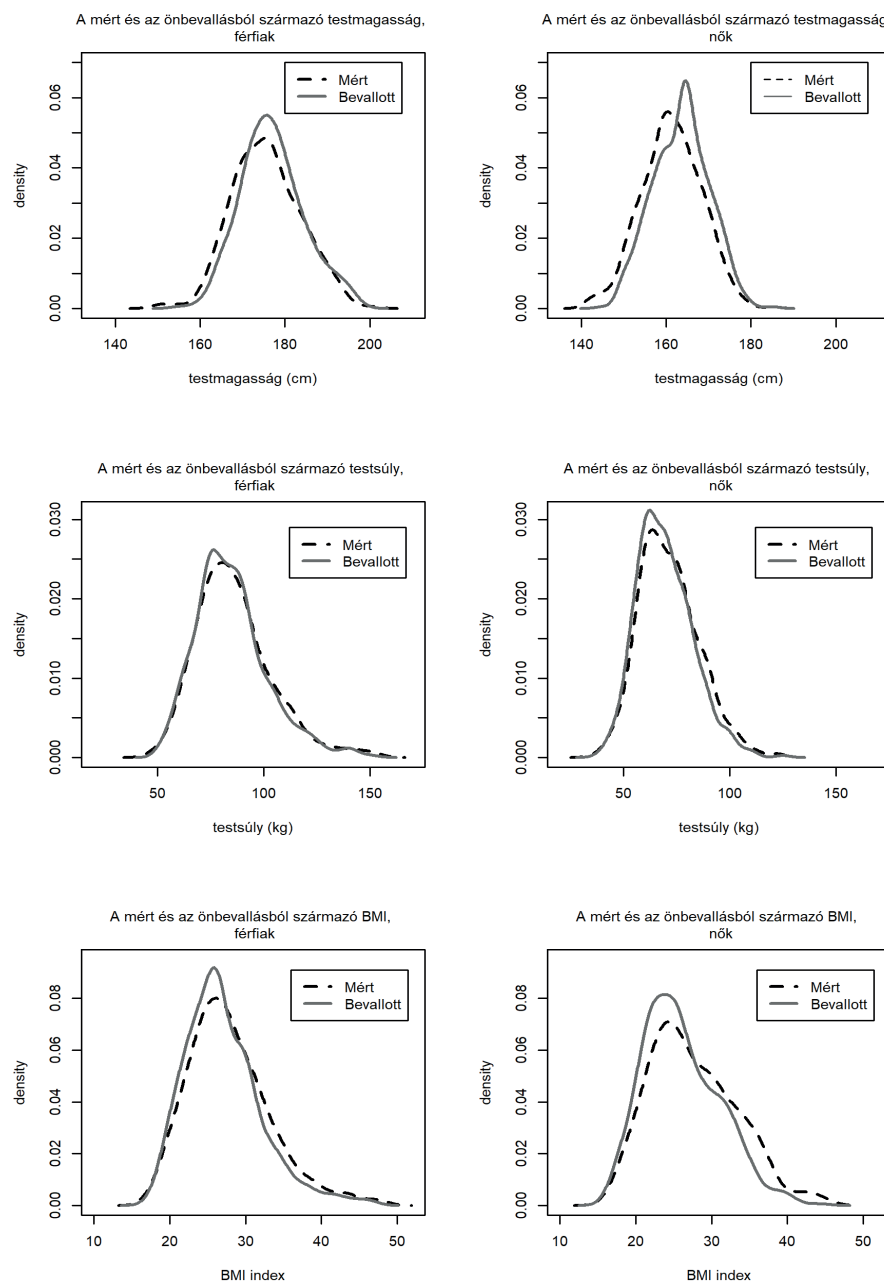 A mért és az önbevallásból származó testmagasság,
férfiak
Mért
Bevallott
density
0.00
0.02
0.04
0.06
140
160
180
200
testmagasság (cm)
A mért és az önbevallásból származó testmagasság
nők
Mért
Bevallott
density
0.00
0.02
0.04
0.06
140
160
180
200
testmagasság (cm)
A mért és az önbevallásból származó testsúly,
férfiak
Mért
Bevallott
density
0.000
0.010
0.020
0.030
50
100
150
testsúly (kg)
A mért és az önbevallásból származó testsúly,
nők
Mért
Bevallott
density
0.000
0.010
0.020
0.030
50
100
150
testsúly (kg)
A mért és az önbevallásból származó BMI,
férfiak
Mért
Bevallott
density
0.00
0.02
0.04
0.06
0.08
10
20
30
40
50
BMI index
A mért és az önbevallásból származó BMI,
nők
Mért
Bevallott
density
0.00
0.02
0.04
0.06
0.08
10
20
30
40
50
BMI index